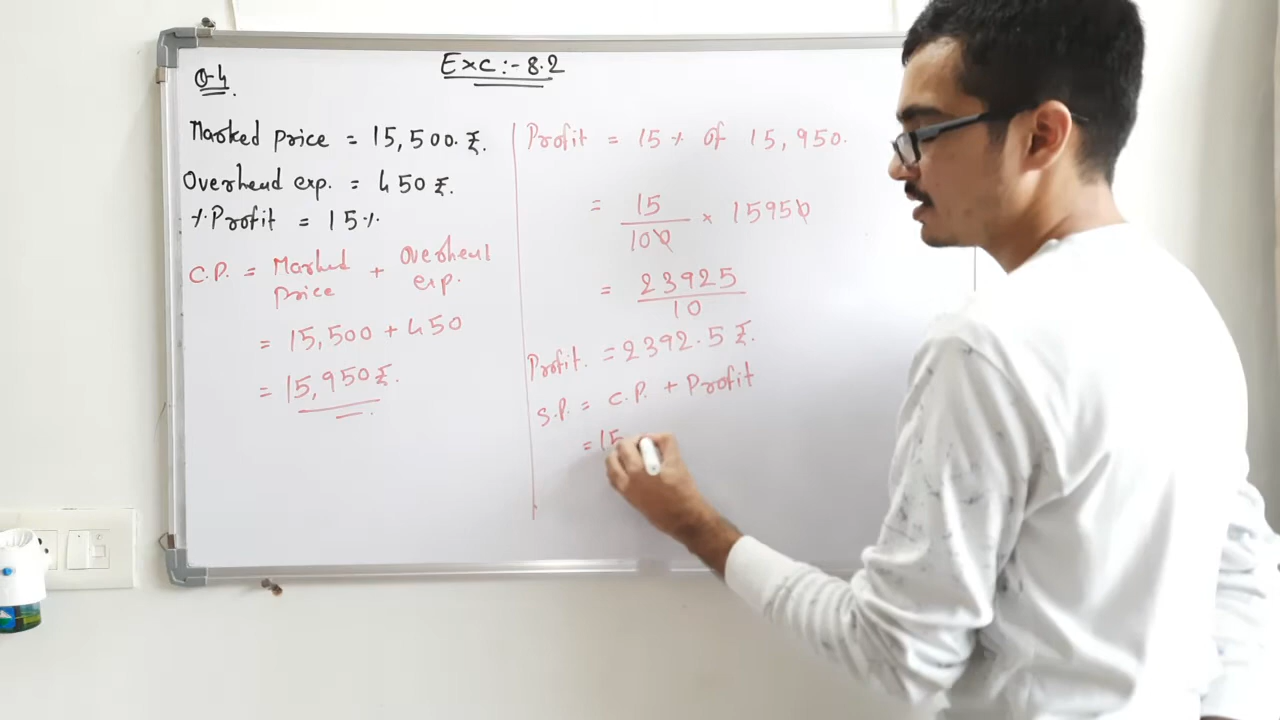 Exc:- 8.2
Q-4.
Marked price = 15,500.₹.
Overhead exp. = 450 ₹.
% Profit = 15%
C.P. = Marked price + Overhead exp.
= 15,500 + 450
= 15,950 ₹.
Profit = 15% of 15,950.
= 15/100 × 15950
= 23925/10
Profit. = 2392.5 ₹.
S.P. = C.P. + Profit
= 15